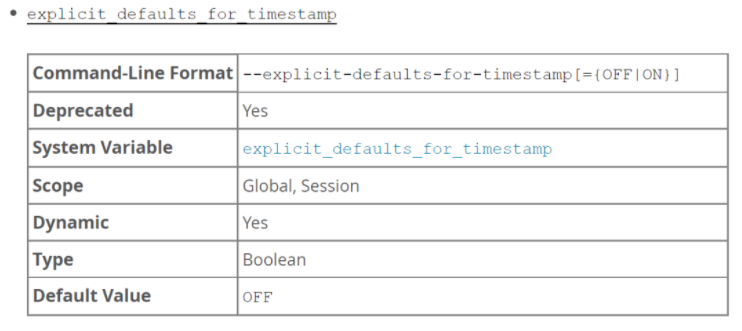 • explicit_defaults_for_timestamp
Command-Line Format --explicit-defaults-for-timestamp[={OFF|ON}]
Deprecated Yes
System Variable explicit_defaults_for_timestamp
Scope Global, Session
Dynamic Yes
Type Boolean
Default Value OFF